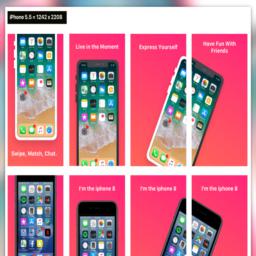 iPhone 5.5 = 1242 x 2208
Live in the Moment
Express Yourself
Have Fun With
Friends
Swipe, Watch, Chat.
I'm the iphone 8
I'm the iphone 8
I'm the iphone 8